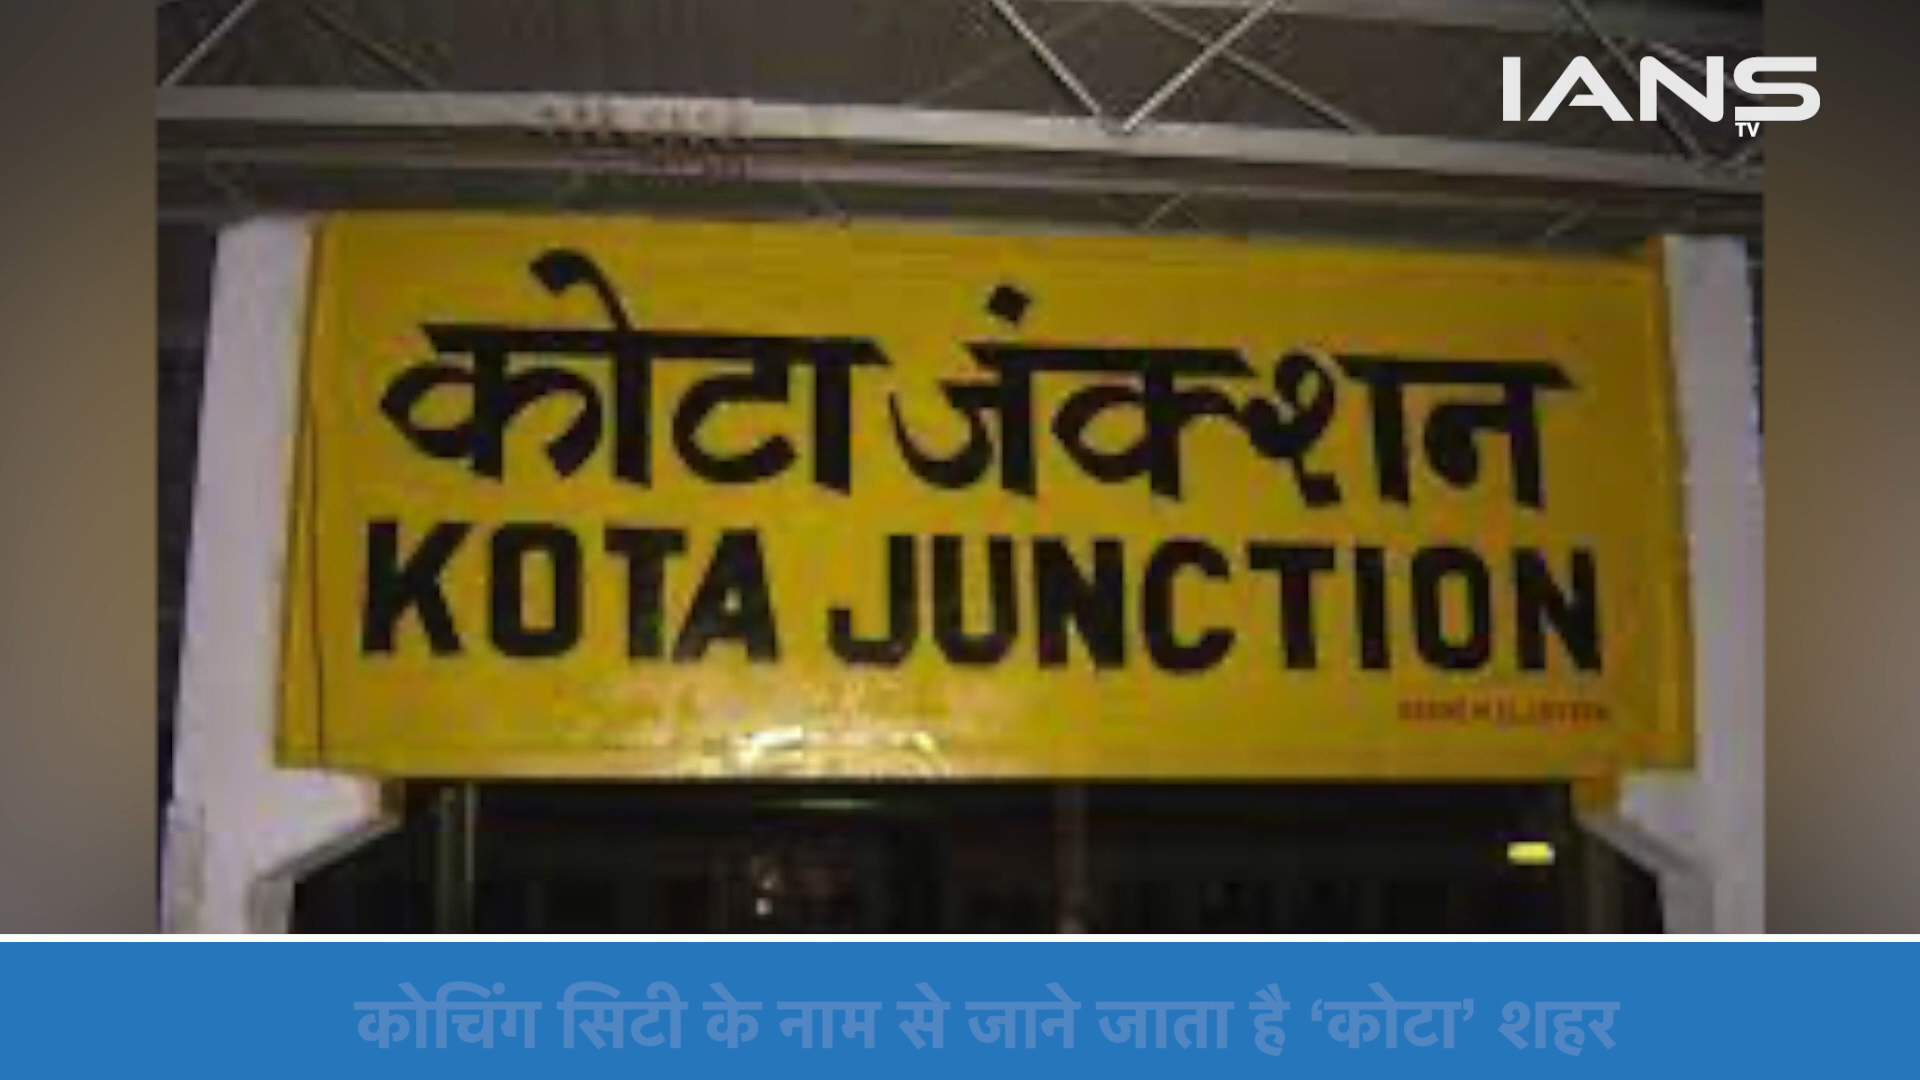 IANS
TV
कोटा जंक्शन
KOTA JUNCTION
कोचिंग सिटी के नाम से जाने जाता है ‘कोटा’ शहर